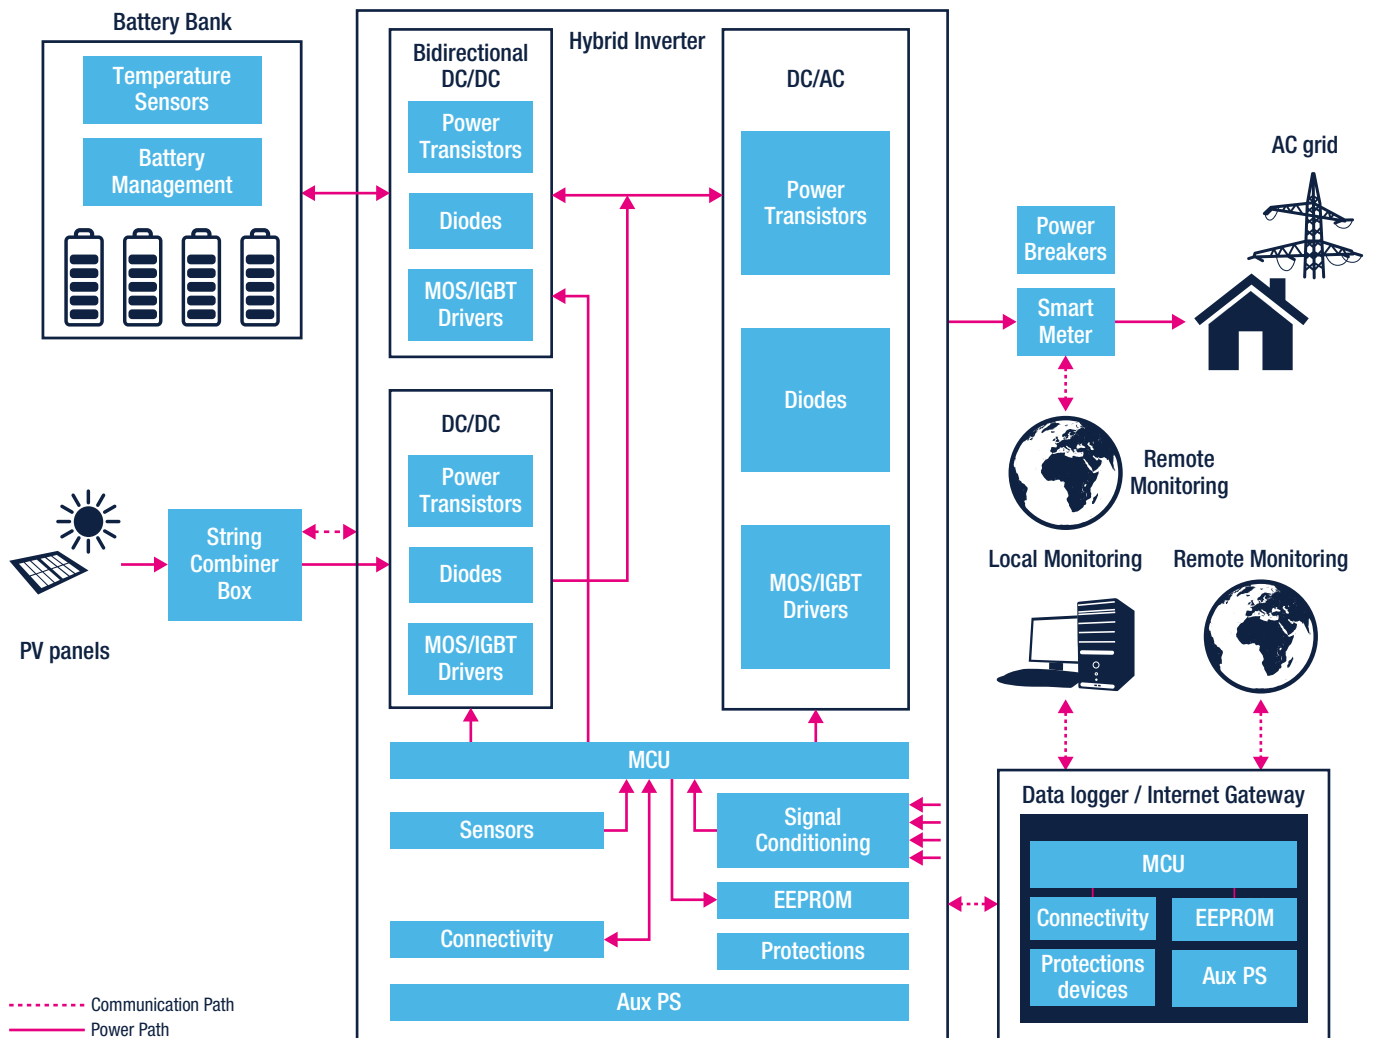 Battery Bank
Temperature
Sensors
Battery
Management
Hybrid Inverter
Bidirectional
DC/DC
Power
Transistors
Diodes
MOS/IGBT
Drivers
DC/AC
Power
Transistors
Diodes
MOS/IGBT
Drivers
DC/DC
Power
Transistors
Diodes
MOS/IGBT
Drivers
String
Combiner
Box
PV panels
AC grid
Power
Breakers
Smart
Meter
Remote
Monitoring
Local Monitoring
Remote Monitoring
MCU
Sensors
Signal
Conditioning
EEPROM
Connectivity
Protections
Aux PS
Data logger / Internet Gateway
MCU
Connectivity
EEPROM
Protections
devices
Aux PS
Communication Path
Power Path